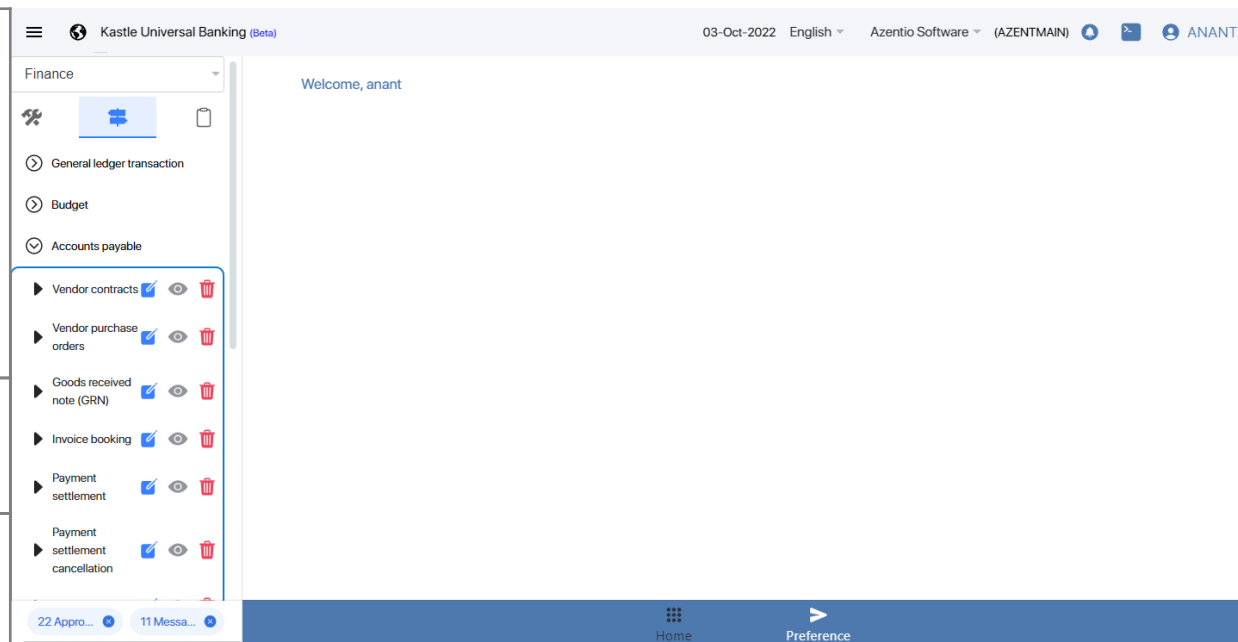 Kastle Universal Banking (Beta)
03-Oct-2022 English Azentio Software (AZENTMAIN) ANANT
Finance
Welcome, anant
General ledger transaction
Budget
Accounts payable
Vendor contracts
Vendor purchase
orders
Goods received
note (GRN)
Invoice booking
Payment
settlement
Payment
settlement
cancellation
22 Appro...
11 Messa...
Home
Preference